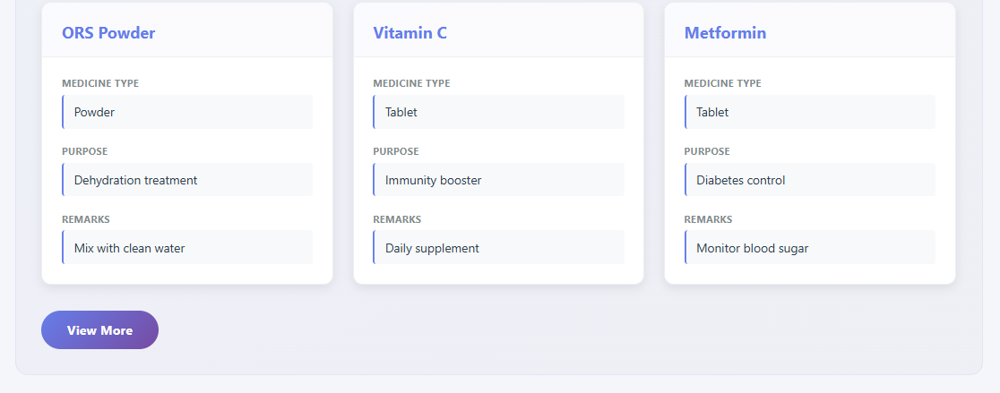 ORS Powder
MEDICINE TYPE
Powder
PURPOSE
Dehydration treatment
REMARKS
Mix with clean water
Vitamin C
MEDICINE TYPE
Tablet
PURPOSE
Immunity booster
REMARKS
Daily supplement
Metformin
MEDICINE TYPE
Tablet
PURPOSE
Diabetes control
REMARKS
Monitor blood sugar
View More